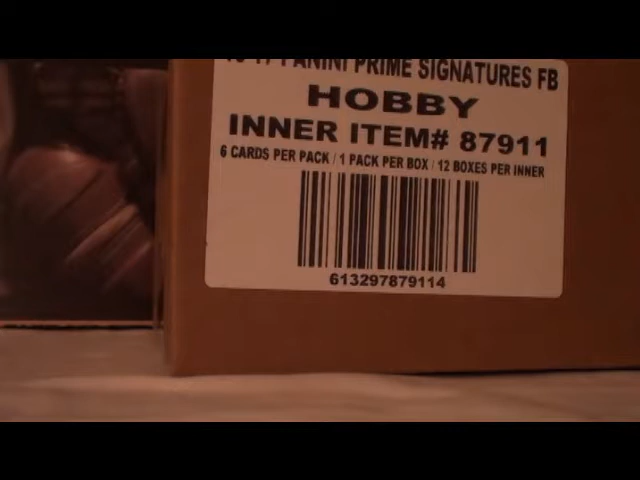 PANINI PRIME SIGNATURES FB
HOBBY
INNER ITEM# 87911
6 CARDS PER PACK / 1 PACK PER BOX / 12 BOXES PER INNER
613297879114